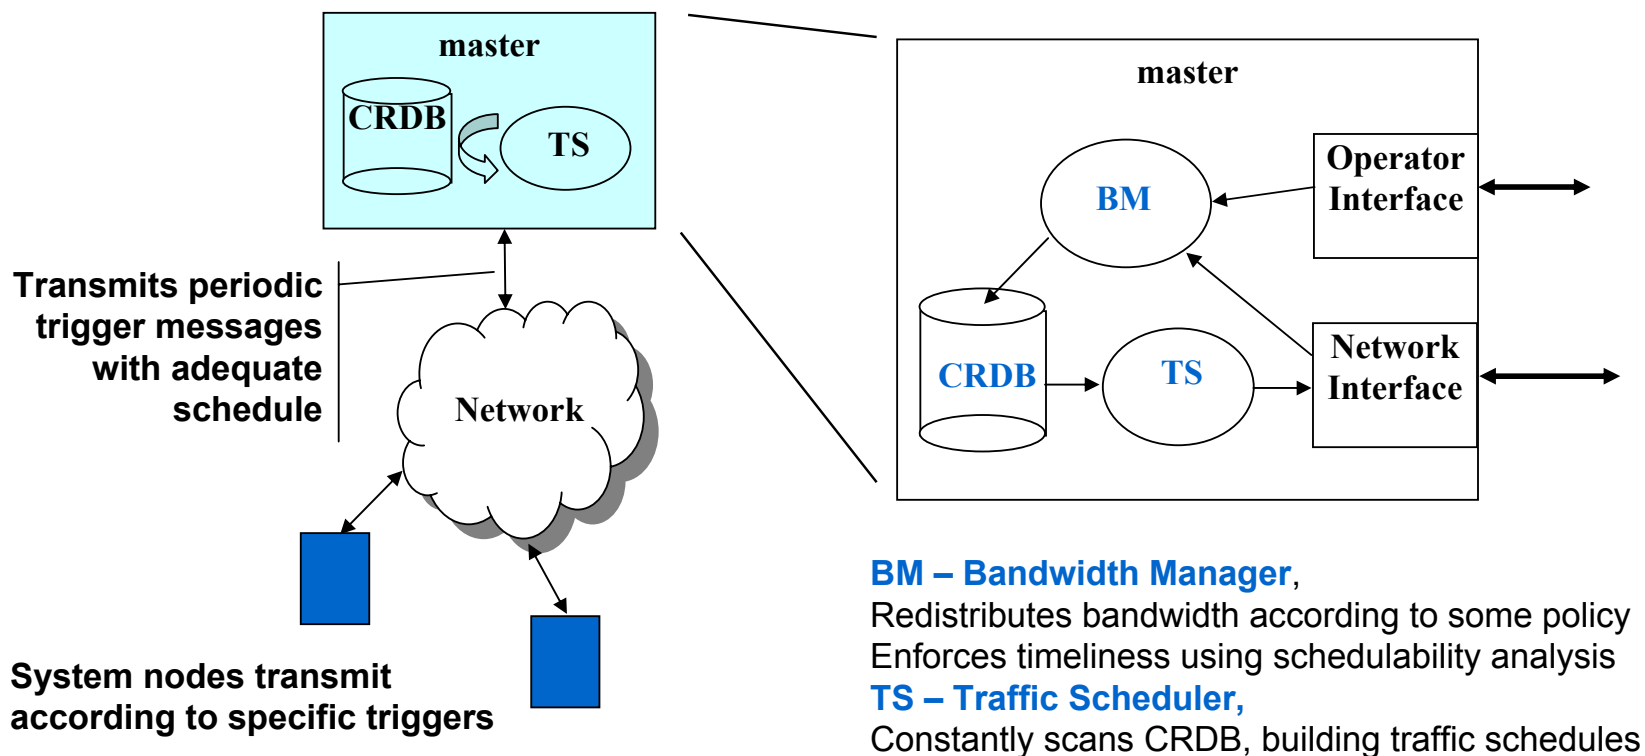 master
CRDB
TS
Transmits periodic
trigger messages
with adequate
schedule
Network
System nodes transmit
according to specific triggers
master
BM
Operator
Interface
CRDB
TS
Network
Interface
BM – Bandwidth Manager,
Redistributes bandwidth according to some policy
Enforces timeliness using schedulability analysis
TS – Traffic Scheduler,
Constantly scans CRDB, building traffic schedules